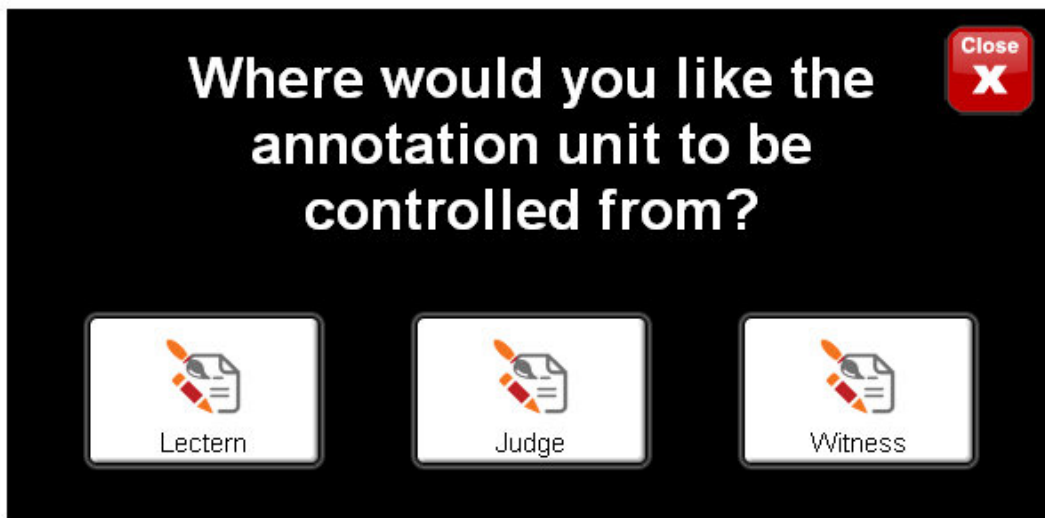 Close
X
Where would you like the
annotation unit to be
controlled from?
Lectern
Judge
Witness